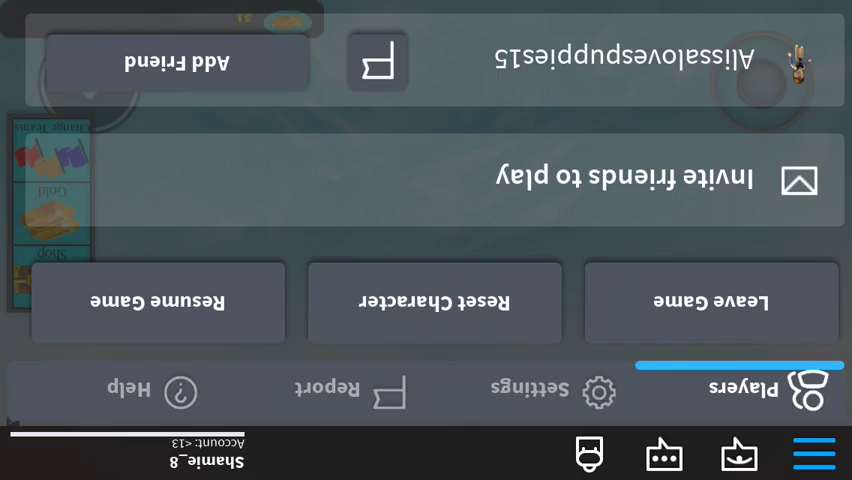 Shamie_8
Account: <13
Players
Settings
Report
Help
Leave Game
Reset Character
Resume Game
Invite friends to play
Alissalovespuppies15
Add Friend
Shop
Gold
Change Teams
31